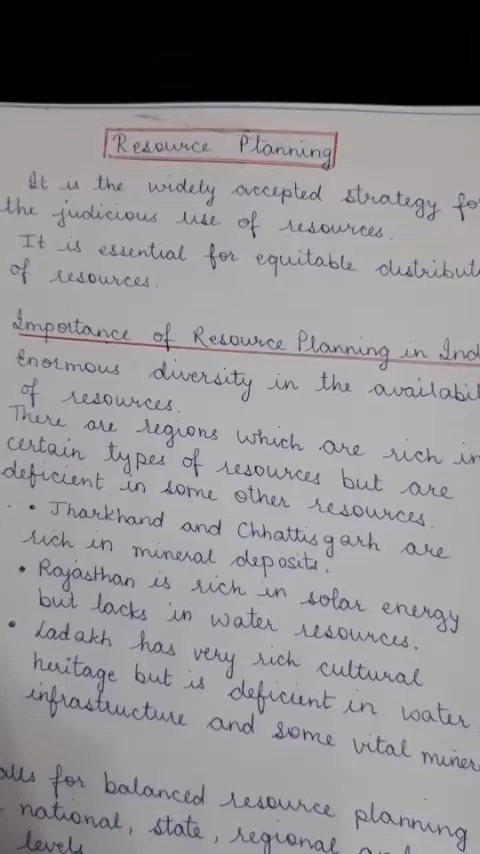 Resource Planning
It is the widely accepted strategy for
the judicious use of resources.
It is essential for equitable distribut
of resources.
Importance of Resource Planning in Ind
Enormous diversity in the availabil
of resources.
There are regions which are rich in
certain types of resources but are
deficient in some other resources.
• Jharkhand and Chhattisgarh are
rich in mineral deposits.
• Rajasthan is rich in solar energy
but lacks in water resources.
• Ladakh has very rich cultural
heritage but is deficient in water
infrastructure and some vital miner
alls for balanced resource planning
national, state, regional
levels